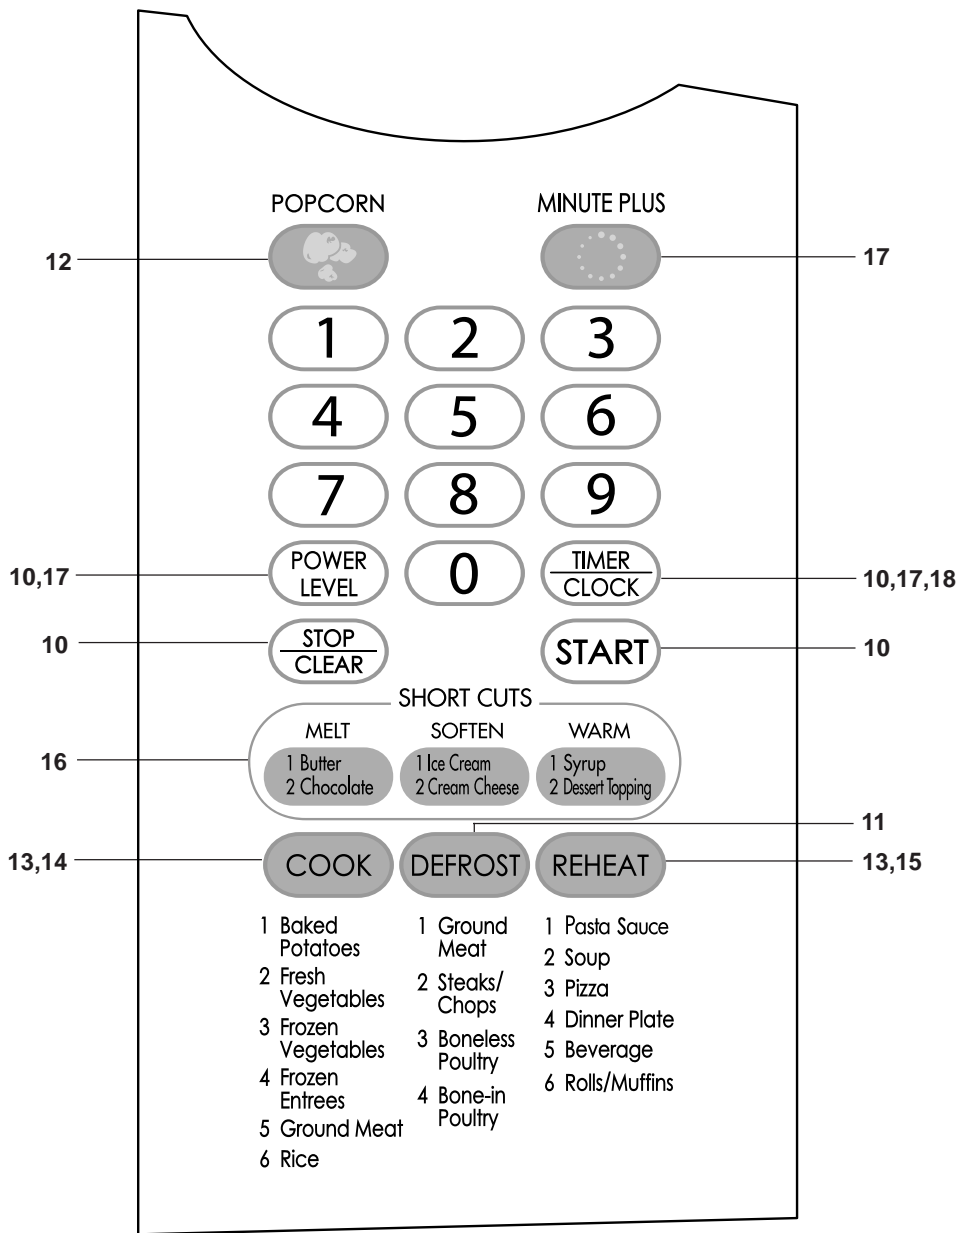 POPCORN MINUTE PLUS
12 17
1 2 3
4 5 6
7 8 9
10,17 POWER LEVEL 0 TIMER CLOCK 10,17,18
10 STOP CLEAR START 10
SHORT CUTS
MELT SOFTEN WARM
16
1 Butter
2 Chocolate
1 Ice Cream
2 Cream Cheese
1 Syrup
2 Dessert Topping
11
13,14 COOK DEFROST REHEAT 13,15
1 Baked
Potatoes
2 Fresh
Vegetables
3 Frozen
Vegetables
4 Frozen
Entrees
5 Ground Meat
6 Rice
1 Ground
Meat
2 Steaks/
Chops
3 Boneless
Poultry
4 Bone-in
Poultry
1 Pasta Sauce
2 Soup
3 Pizza
4 Dinner Plate
5 Beverage
6 Rolls/Muffins